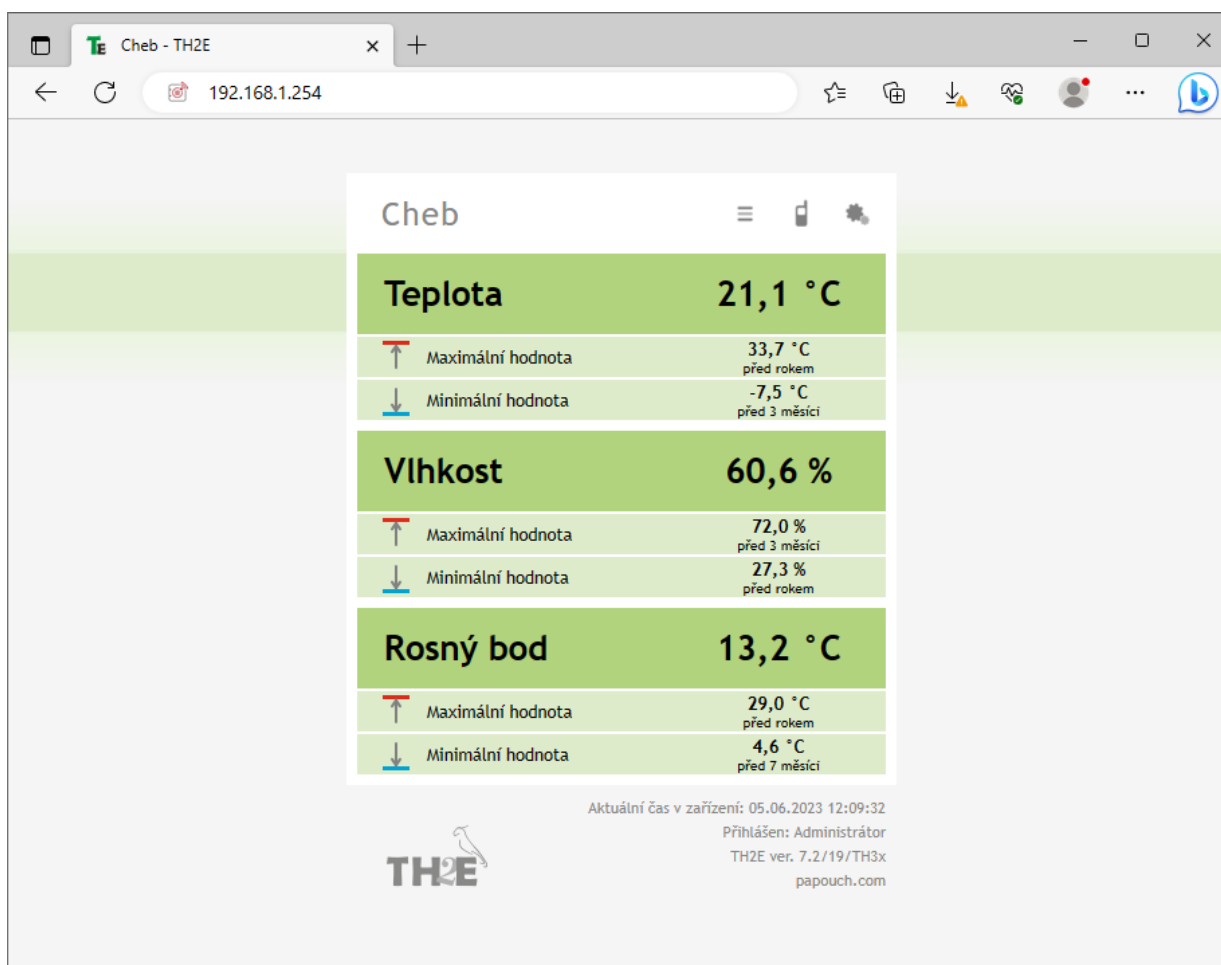 TE Cheb - TH2E
192.168.1.254
Cheb
Teplota 21,1 °C
Maximální hodnota 33,7 °C
před rokem
Minimální hodnota -7,5 °C
před 3 měsíci
Vlhkost 60,6 %
Maximální hodnota 72,0 %
před 3 měsíci
Minimální hodnota 27,3 %
před rokem
Rosný bod 13,2 °C
Maximální hodnota 29,0 °C
před rokem
Minimální hodnota 4,6 °C
před 7 měsíci
Aktuální čas v zařízení: 05.06.2023 12:09:32
Přihlášen: Administrátor
TH2E ver. 7.2/19/TH3x
papouch.com
TH2E